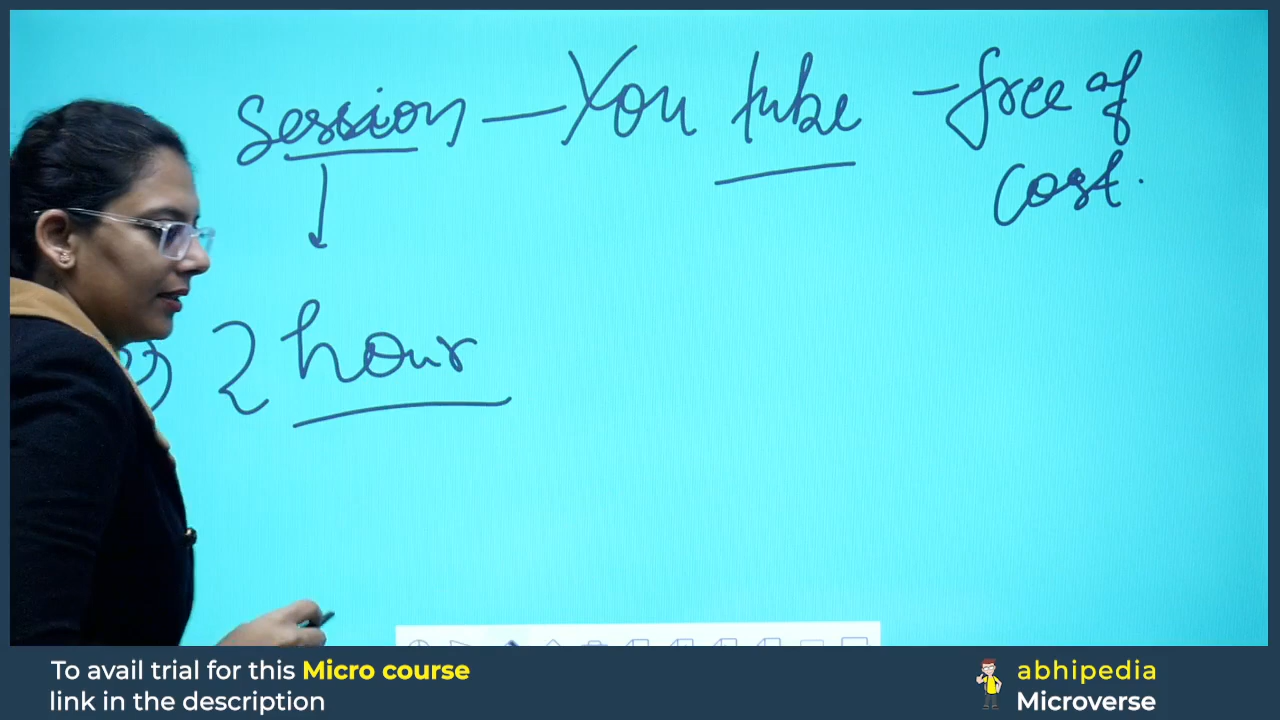 session — You tube — free of
cost.
2 hour
To avail trial for this Micro course
link in the description
abhipedia
Microverse